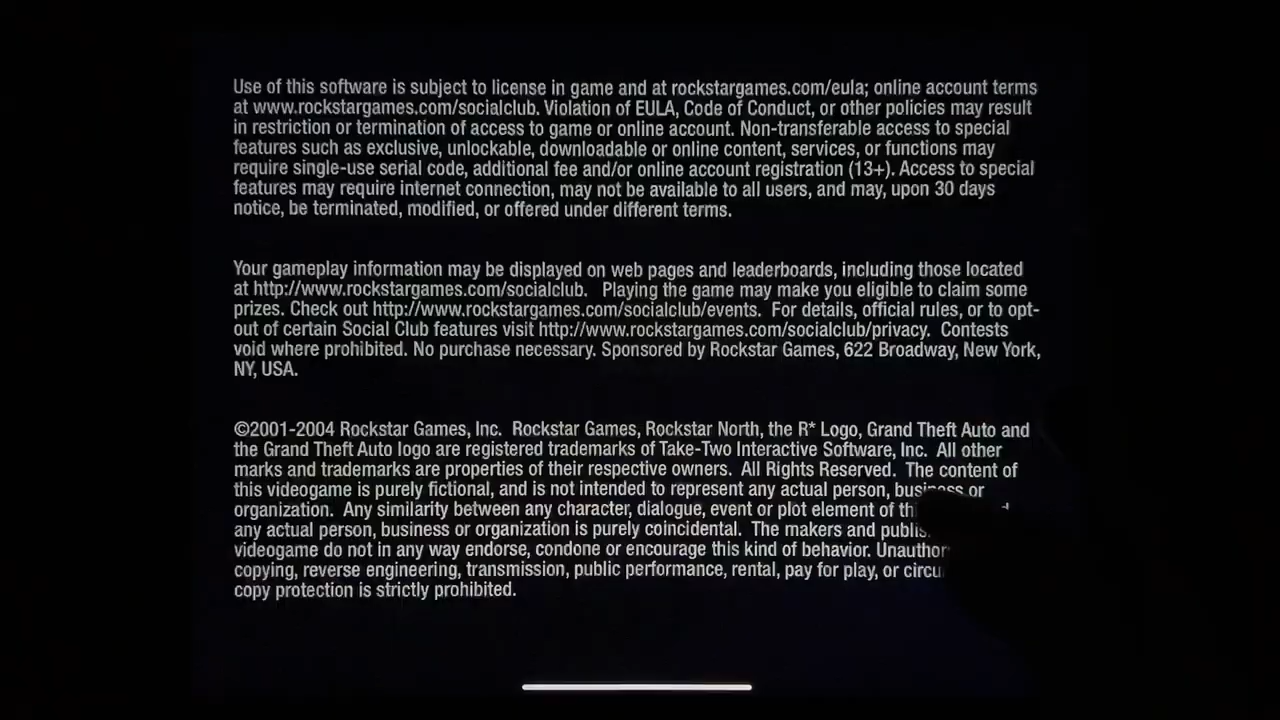 Use of this software is subject to license in game and at rockstargames.com/eula; online account terms
at www.rockstargames.com/socialclub. Violation of EULA, Code of Conduct, or other policies may result
in restriction or termination of access to game or online account. Non-transferable access to special
features such as exclusive, unlockable, downloadable or online content, services, or functions may
require single-use serial code, additional fee and/or online account registration (13+). Access to special
features may require internet connection, may not be available to all users, and may, upon 30 days
notice, be terminated, modified, or offered under different terms.
Your gameplay information may be displayed on web pages and leaderboards, including those located
at http://www.rockstargames.com/socialclub. Playing the game may make you eligible to claim some
prizes. Check out http://www.rockstargames.com/socialclub/events. For details, official rules, or to opt-
out of certain Social Club features visit http://www.rockstargames.com/socialclub/privacy. Contests
void where prohibited. No purchase necessary. Sponsored by Rockstar Games, 622 Broadway, New York,
NY, USA.
©2001-2004 Rockstar Games, Inc. Rockstar Games, Rockstar North, the R* Logo, Grand Theft Auto and
the Grand Theft Auto logo are registered trademarks of Take-Two Interactive Software, Inc. All other
marks and trademarks are properties of their respective owners. All Rights Reserved. The content of
this videogame is purely fictional, and is not intended to represent any actual person, business or
organization. Any similarity between any character, dialogue, event or plot element of
any actual person, business or organization is purely coincidental. The makers and
videogame do not in any way endorse, condone or encourage this kind of behavior.
copying, reverse engineering, transmission, public performance, rental, pay for play, or
copy protection is strictly prohibited.